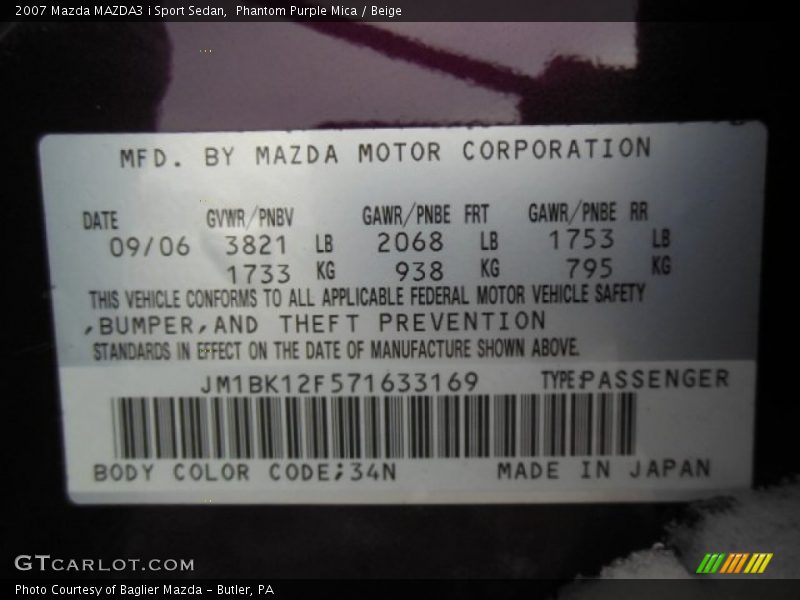 2007 Mazda MAZDA3 i Sport Sedan,  Phantom Purple Mica / Beige
MFD. BY MAZDA MOTOR CORPORATION
DATE GVWR/PNBV GAWR/PNBE FRT GAWR/PNBE RR
09/06 3821 LB 2068 LB 1753 LB
1733 KG 938 KG 795 KG
THIS VEHICLE CONFORMS TO ALL APPLICABLE FEDERAL MOTOR VEHICLE SAFETY
,BUMPER,AND THEFT PREVENTION
STANDARDS IN EFFECT ON THE DATE OF MANUFACTURE SHOWN ABOVE.
JM1BK12F571633169 TYPE:PASSENGER
BODY COLOR CODE;34N MADE IN JAPAN
GTCARLOT.COM
Photo Courtesy of Baglier Mazda - Butler, PA